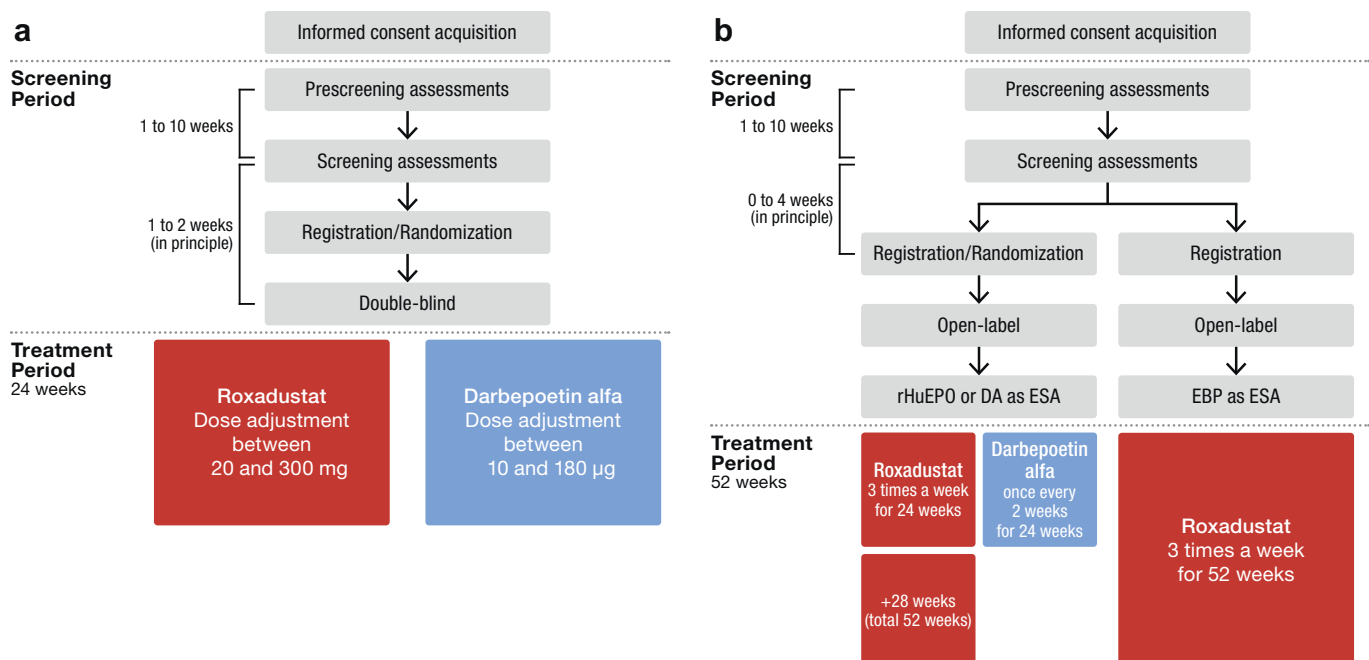 a
Informed consent acquisition
Screening
Period
Prescreening assessments
1 to 10 weeks
Screening assessments
1 to 2 weeks
(in principle)
Registration/Randomization
Double-blind
Treatment
Period
24 weeks
Roxadustat
Dose adjustment
between
20 and 300 mg
Darbepoetin alfa
Dose adjustment
between
10 and 180 µg
b
Informed consent acquisition
Screening
Period
Prescreening assessments
1 to 10 weeks
Screening assessments
0 to 4 weeks
(in principle)
Registration/Randomization
Registration
Open-label
Open-label
rHuEPO or DA as ESA
EBP as ESA
Treatment
Period
52 weeks
Roxadustat
3 times a week
for 24 weeks
Darbepoetin
alfa
once every
2 weeks
for 24 weeks
+28 weeks
(total 52 weeks)
Roxadustat
3 times a week
for 52 weeks